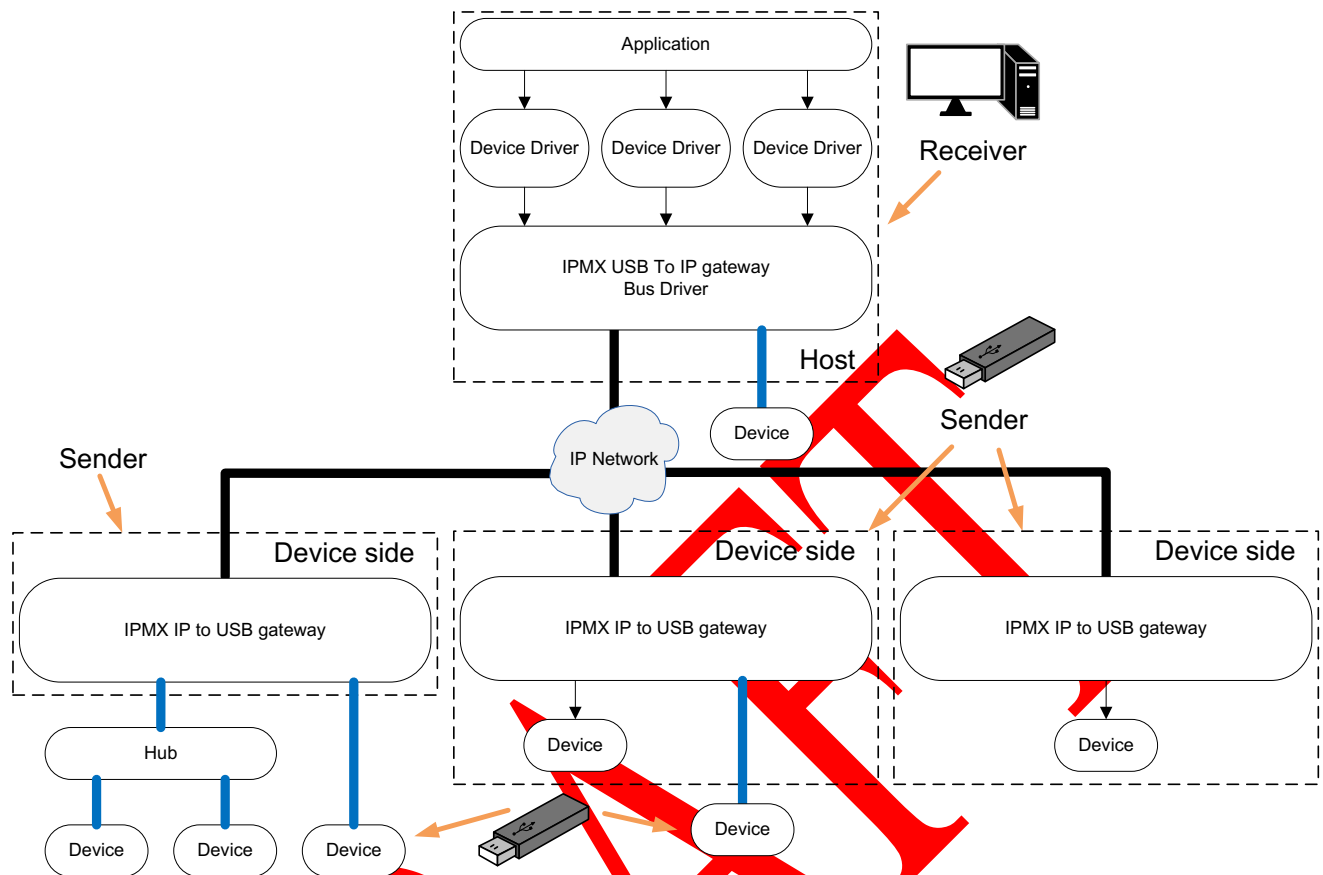 Application
Device Driver
Device Driver
Device Driver
Receiver
IPMX USB To IP gateway
Bus Driver
Host
Device
Sender
IP Network
Sender
Device side
Device side
Device side
IPMX IP to USB gateway
IPMX IP to USB gateway
IPMX IP to USB gateway
Hub
Device
Device
Device
Device
Device
Device